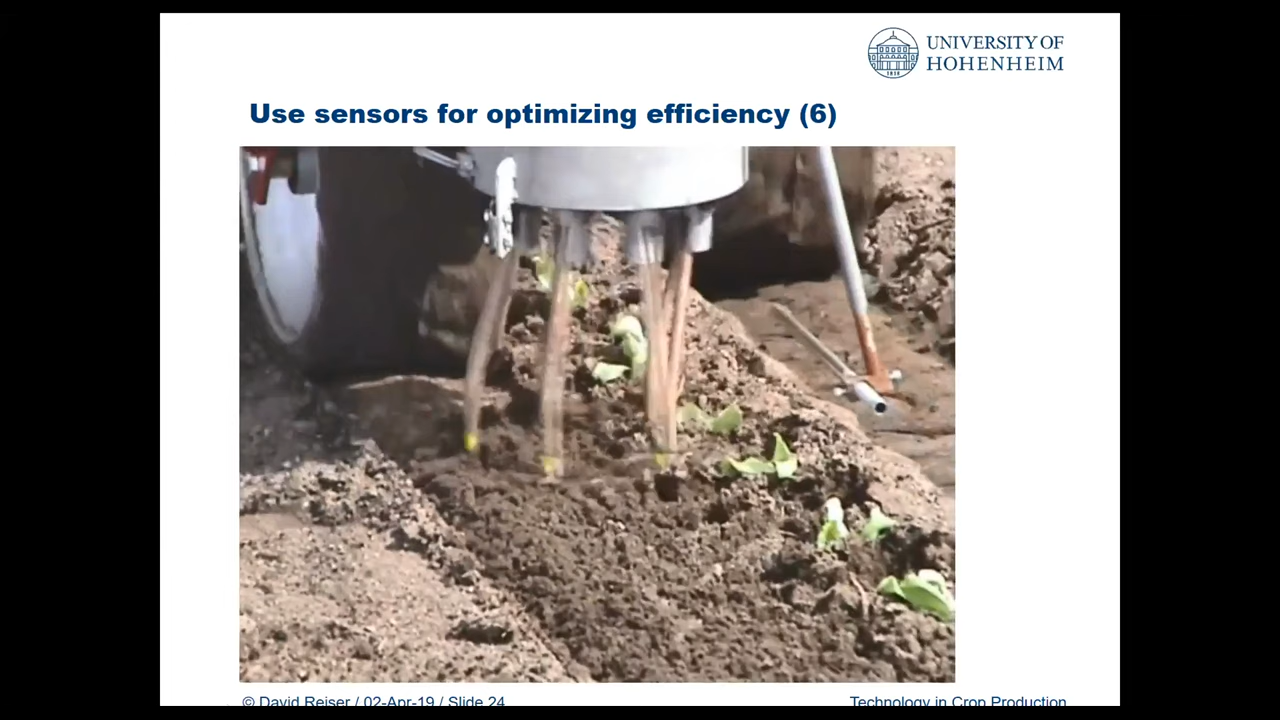 UNIVERSITY OF
HOHENHEIM
1818
Use sensors for optimizing efficiency (6)
© David Reiser / 02-Apr-19 / Slide 24
Technology in Crop Production